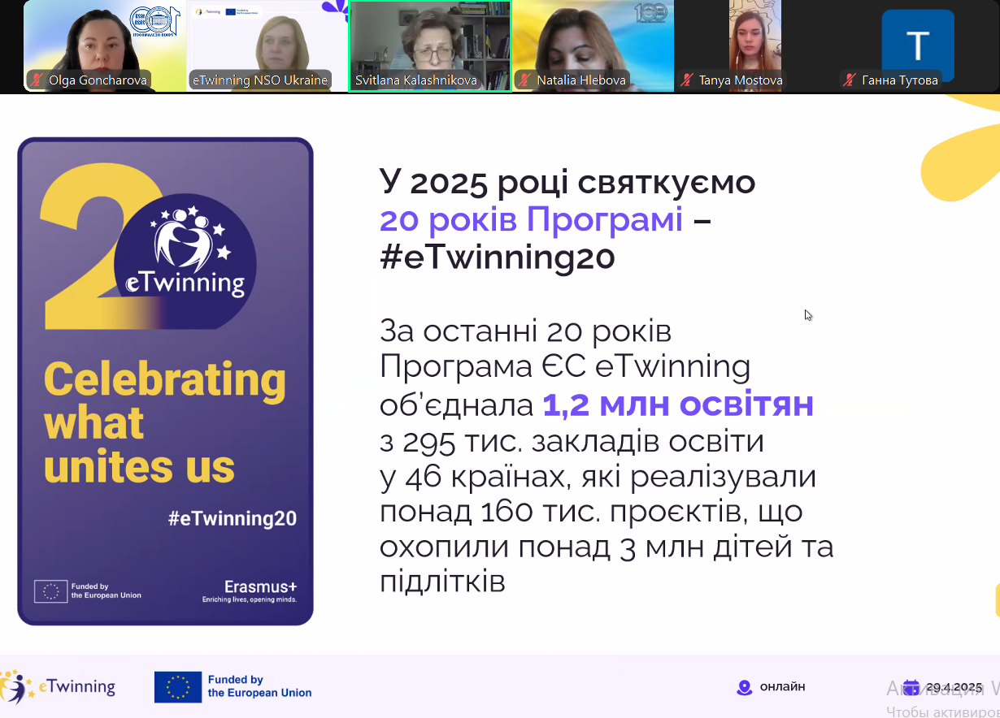 Olga Goncharova
eTwinning NSO Ukraine
Svitlana Kalashnikova
Natalia Hlebova
Tanya Mostova
Т
Ганна Тутова
20
eTwinning
Celebrating
what
unites us
#eTwinning20
Funded by
the European Union
Erasmus+
Enriching lives, opening minds.
У 2025 році святкуємо
20 років Програмі –
#eTwinning20
За останні 20 років
Програма ЄС eTwinning
об’єднала 1,2 млн освітян
з 295 тис. закладів освіти
у 46 країнах, які реалізували
понад 160 тис. проєктів, що
охопили понад 3 млн дітей та
підлітків
eTwinning
Funded by
the European Union
онлайн
29.4.2025
Активация W
Чтобы активиров